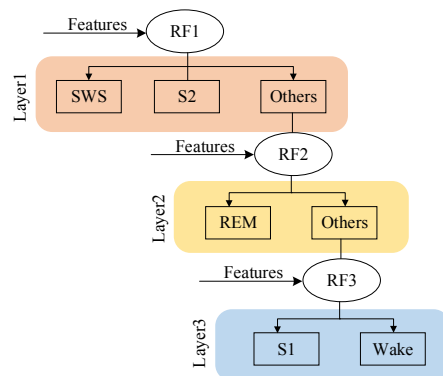 Features
RF1
Layer1
SWS
S2
Others
Features
RF2
Layer2
REM
Others
Features
RF3
Layer3
S1
Wake